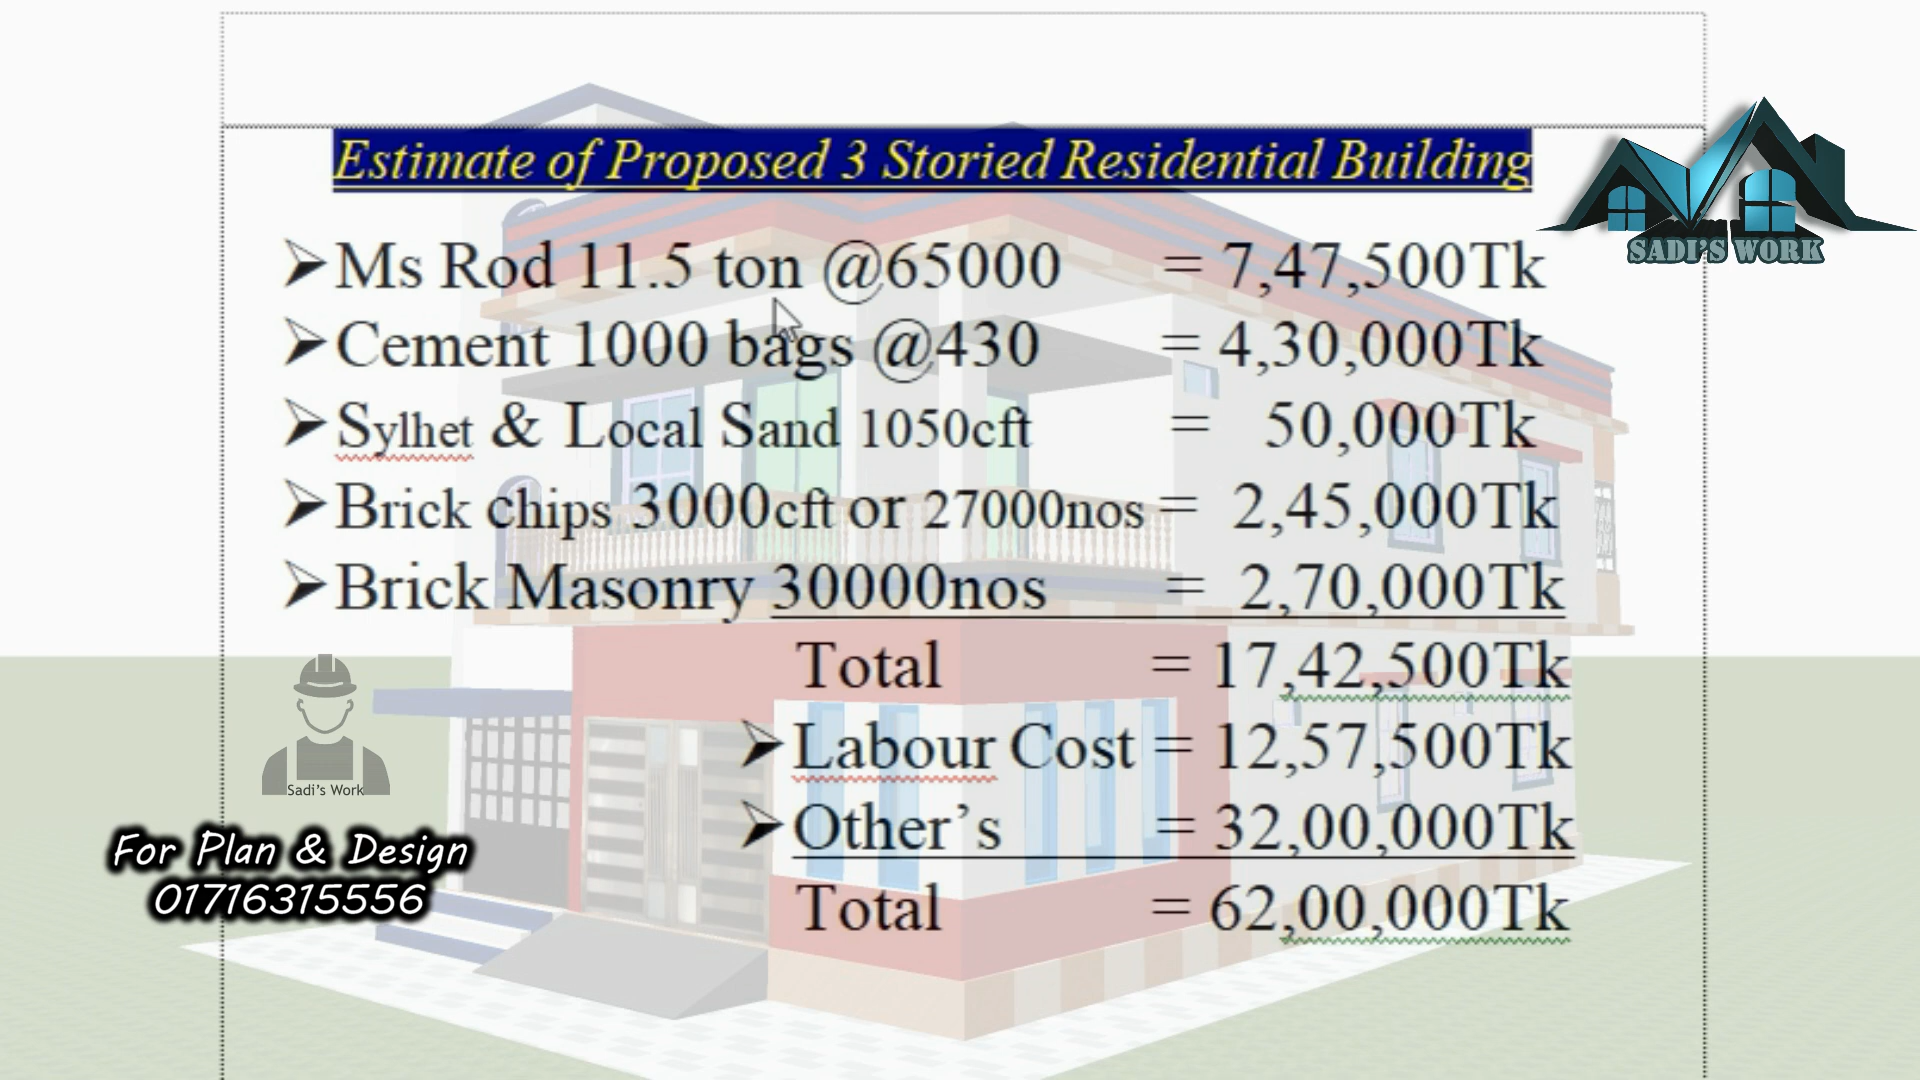 Estimate of Proposed 3 Storied Residential Building
SADI'S WORK
➢Ms Rod 11.5 ton @65000 = 7,47,500Tk
➢Cement 1000 bags @430 = 4,30,000Tk
➢Sylhet & Local Sand 1050cft = 50,000Tk
➢Brick chips 3000cft or 27000nos = 2,45,000Tk
➢Brick Masonry 30000nos = 2,70,000Tk
Total = 17,42,500Tk
➢Labour Cost = 12,57,500Tk
➢Other’s = 32,00,000Tk
Total = 62,00,000Tk
Sadi's Work
For Plan & Design
01716315556